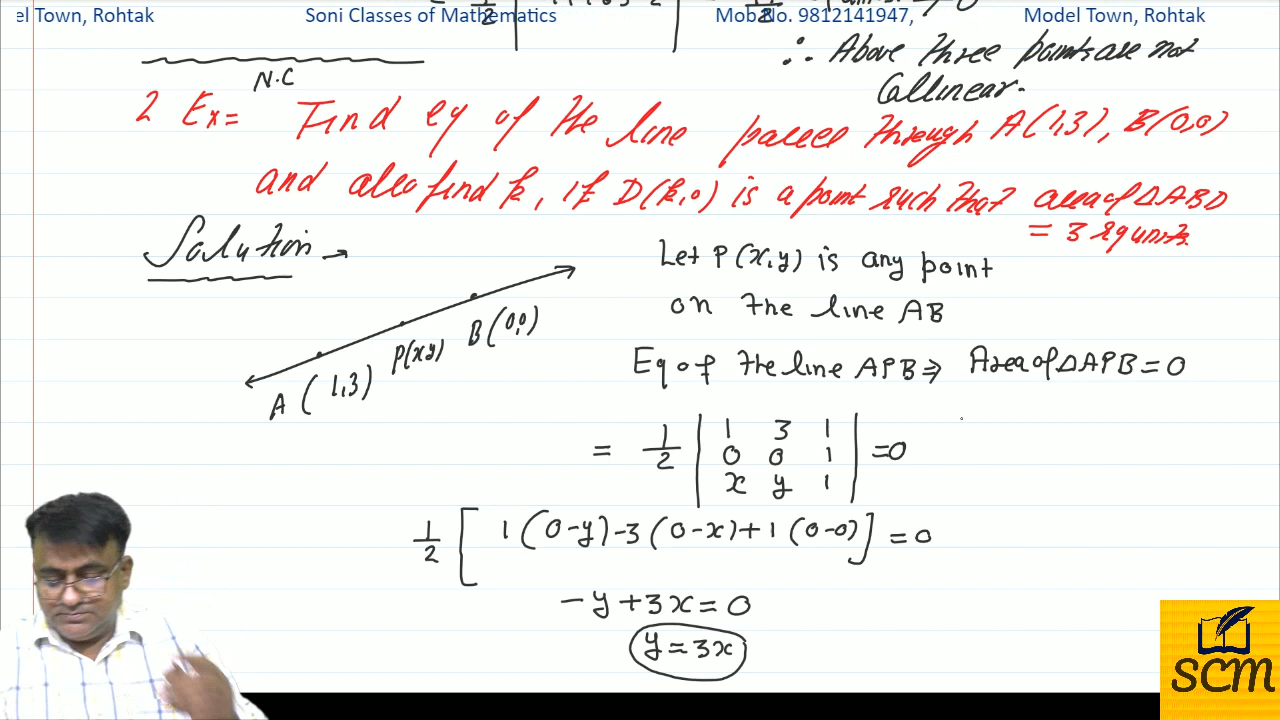 el Town, Rohtak Soni Classes of Mathematics Mob.No. 9812141947, Model Town, Rohtak
∴ Above three points are not
Collinear.
N.C
2 Ex= Find eq of the line passes through A(1,3), B(0,0)
and also find k, if D(k,0) is a point such that area of ΔABD
= 3 sq units.
Solution →
Let P(x,y) is any point
on the line AB
A (1,3) P(xy) B(0,0)
Eq of the line APB ⇒ Area of ΔAPB = 0
= 1/2 | 1 3 1 | = 0
0 0 1
x y 1
1/2 [ 1(0-y)-3(0-x)+1(0-0) ] = 0
-y+3x=0
y=3x
SCM